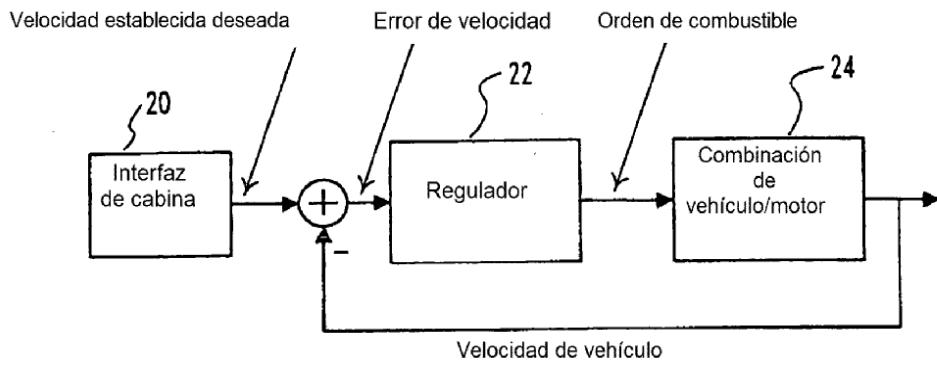 Velocidad establecida deseada
Error de velocidad
Orden de combustible
20
22
24
Interfaz
de cabina
+
Regulador
Combinación
de
vehículo/motor
–
Velocidad de vehículo